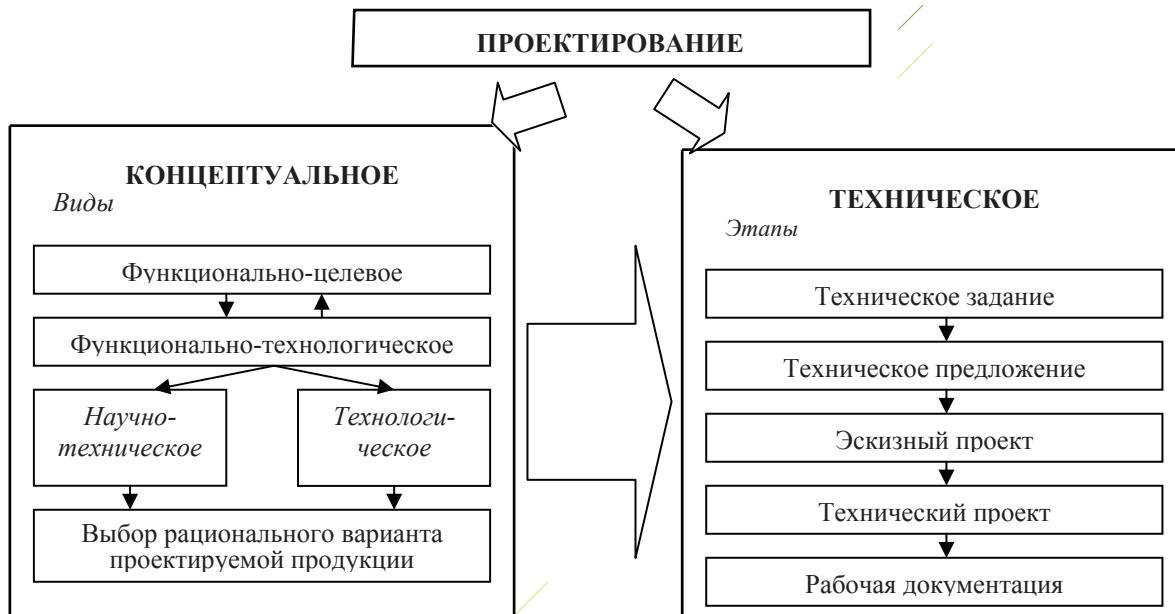 ПРОЕКТИРОВАНИЕ
КОНЦЕПТУАЛЬНОЕ
Виды
Функционально-целевое
Функционально-технологическое
Научно-
техническое
Технологи-
ческое
Выбор рационального варианта
проектируемой продукции
ТЕХНИЧЕСКОЕ
Этапы
Техническое задание
Техническое предложение
Эскизный проект
Технический проект
Рабочая документация